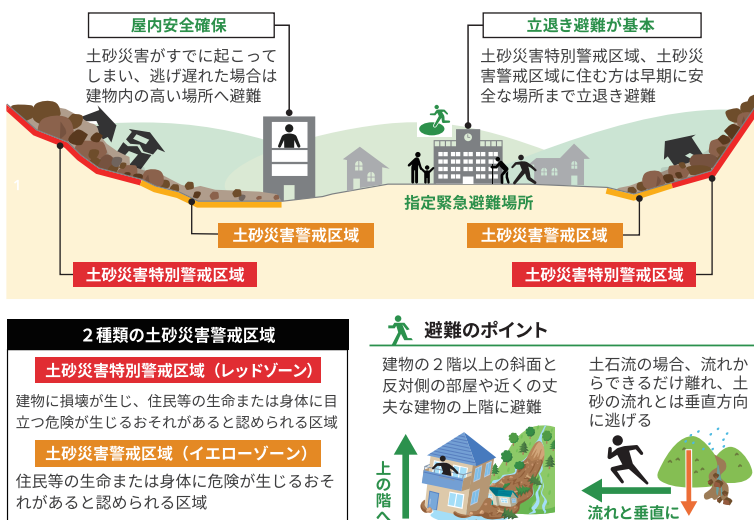 屋内安全確保
土砂災害がすでに起こって
しまい、逃げ遅れた場合は
建物内の高い場所へ避難
立退き避難が基本
土砂災害特別警戒区域、土砂災
害警戒区域に住む方は早期に安
全な場所まで立退き避難
1
指定緊急避難場所
土砂災害警戒区域
土砂災害警戒区域
土砂災害特別警戒区域
土砂災害特別警戒区域
２種類の土砂災害警戒区域
土砂災害特別警戒区域（レッドゾーン）
建物に損壊が生じ、住民等の生命または身体に目
立つ危険が生じるおそれがあると認められる区域
土砂災害警戒区域（イエローゾーン）
住民等の生命または身体に危険が生じるおそ
れがあると認められる区域
避難のポイント
建物の２階以上の斜面と
反対側の部屋や近くの丈
夫な建物の上階に避難
上の階へ
土石流の場合、流れか
らできるだけ離れ、土
砂の流れとは垂直方向
に逃げる
流れと垂直に